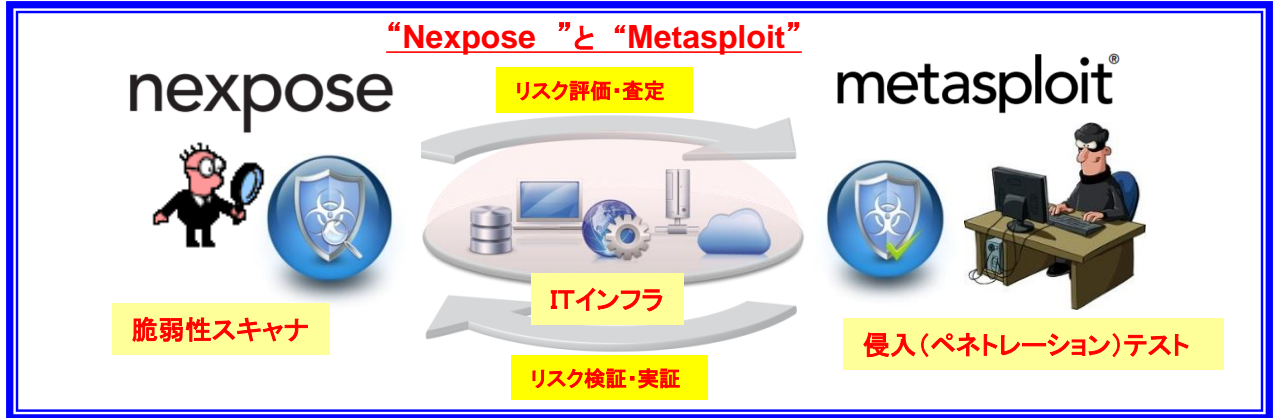 “Nexpose ”と “Metasploit”
nexpose
リスク評価・査定
metasploit®
ITインフラ
脆弱性スキャナ
侵入(ペネトレーション)テスト
リスク検証・実証